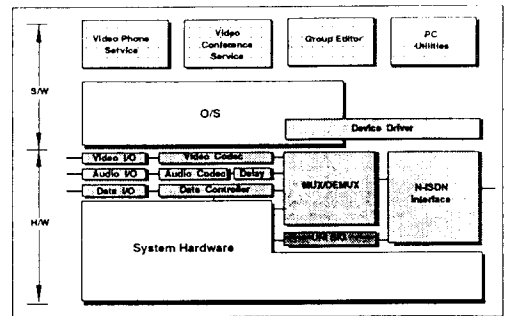 Video Phone
Service
Video
Conference
Service
Group Editor
PC
Utilities
S/W
O/S
Device Driver
H/W
Video I/O
Video Codec
Audio I/O
Audio Codec
Delay
Data I/O
Data Controller
MUX/DEMUX
N-ISDN
Interface
System Hardware